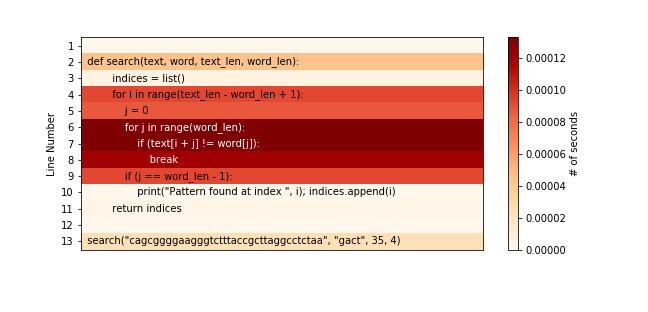 1
2 def search(text, word, text_len, word_len):
3 indices = list()
4 for i in range(text_len - word_len + 1):
5 j = 0
6 for j in range(word_len):
7 if (text[i + j] != word[j]):
8 break
9 if (j == word_len - 1):
10 print("Pattern found at index ", i); indices.append(i)
11 return indices
12
13 search("cagcggggaagggtctttaccgcttaggcctctaa", "gact", 35, 4)
Line Number
0.00012
0.00010
0.00008
0.00006
0.00004
0.00002
0.00000
# of seconds